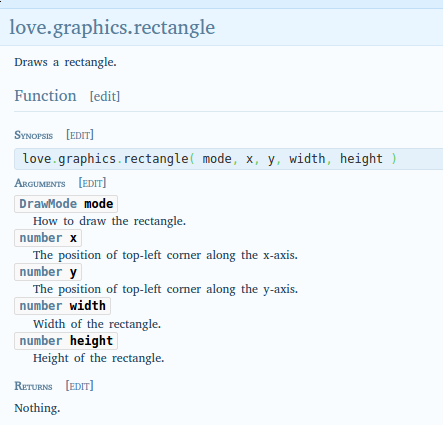 love.graphics.rectangle
Draws a rectangle.
Function [edit]
Synopsis [edit]
love.graphics.rectangle( mode, x, y, width, height )
Arguments [edit]
DrawMode mode
How to draw the rectangle.
number x
The position of top-left corner along the x-axis.
number y
The position of top-left corner along the y-axis.
number width
Width of the rectangle.
number height
Height of the rectangle.
Returns [edit]
Nothing.